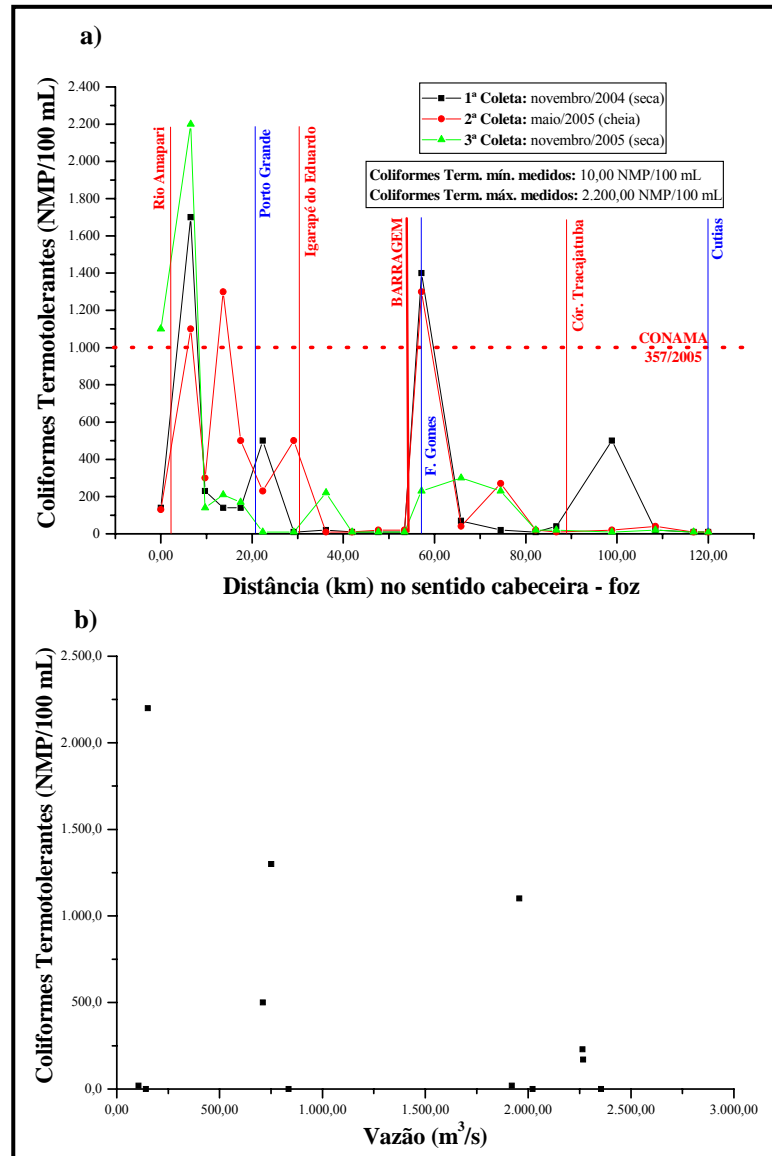 a)
2.400
2.200
2.000
1.800
1.600
1.400
1.200
1.000
800
600
400
200
0
Coliformes Termotolerantes (NMP/100 mL)
1ª Coleta: novembro/2004 (seca)
2ª Coleta: maio/2005 (cheia)
3ª Coleta: novembro/2005 (seca)
Coliformes Term. mín. medidos: 10,00 NMP/100 mL
Coliformes Term. máx. medidos: 2.200,00 NMP/100 mL
Rio Amapari
Porto Grande
Igarapé do Eduardo
BARRAGEM
F. Gomes
Cór. Tracajatuba
Cutias
CONAMA
357/2005
0,00 20,00 40,00 60,00 80,00 100,00 120,00
Distância (km) no sentido cabeceira - foz
b)
2.500,0
2.000,0
1.500,0
1.000,0
500,0
0,0
Coliformes Termotolerantes (NMP/100 mL)
0,00 500,00 1.000,00 1.500,00 2.000,00 2.500,00 3.000,00
Vazão (m³/s)